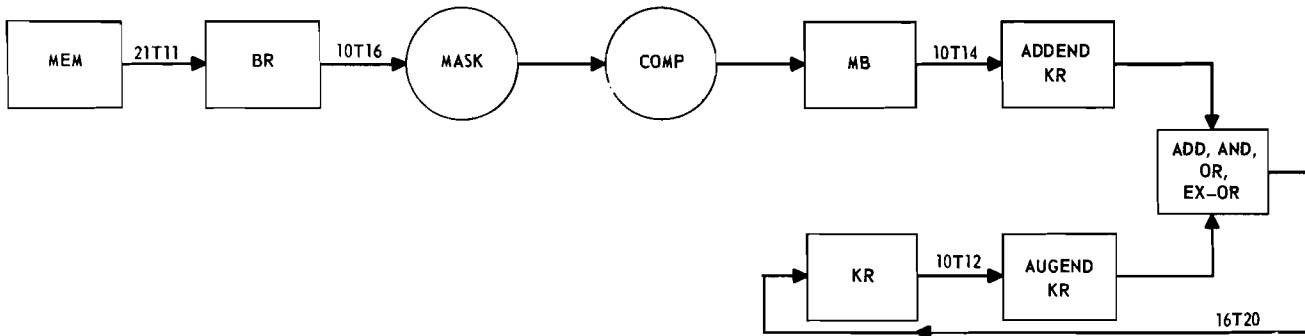 MEM
21T11
BR
10T16
MASK
COMP
MB
10T14
ADDEND
KR
ADD, AND,
OR,
EX-OR
KR
10T12
AUGEND
KR
16T20